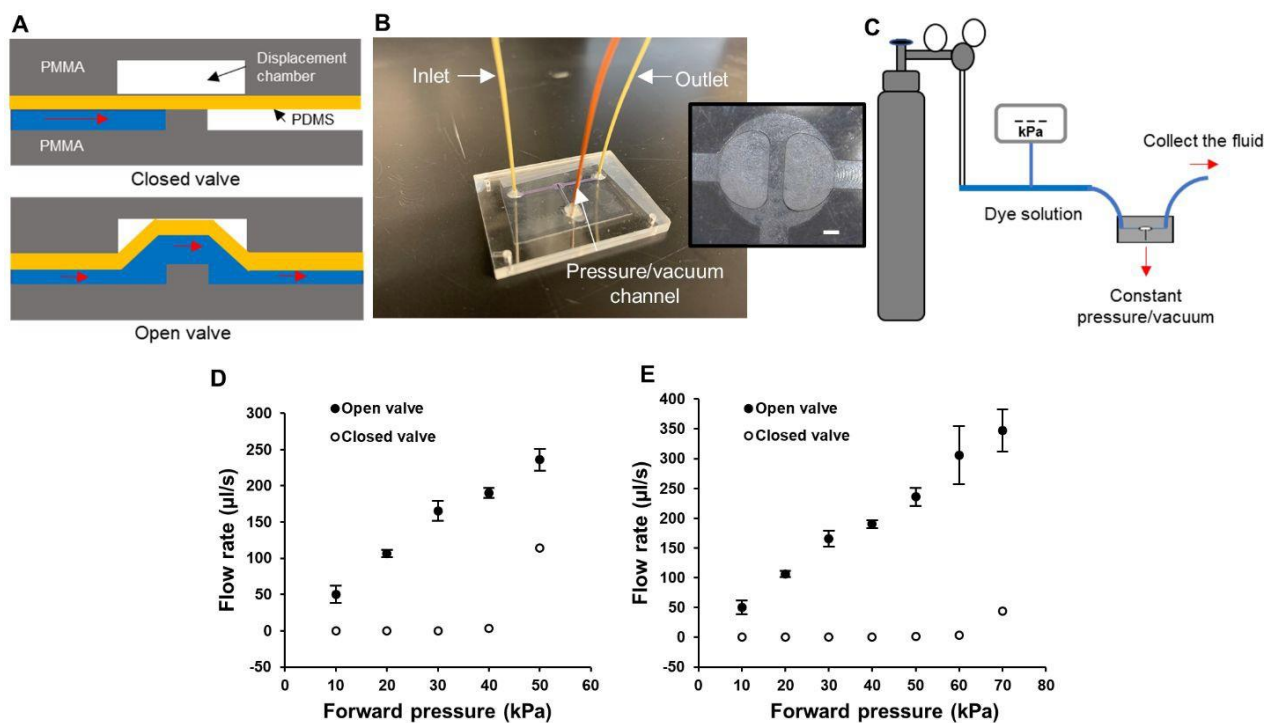 A
PMMA
Displacement
chamber
PDMS
PMMA
Closed valve
Open valve
B
Inlet
Outlet
Pressure/vacuum
channel
C
---
kPa
Collect the fluid
Dye solution
Constant
pressure/vacuum
D
Open valve
Closed valve
Flow rate (µl/s)
300
250
200
150
100
50
0
-50
0 10 20 30 40 50 60
Forward pressure (kPa)
E
Open valve
Closed valve
Flow rate (µl/s)
400
350
300
250
200
150
100
50
0
-50
0 10 20 30 40 50 60 70 80
Forward pressure (kPa)